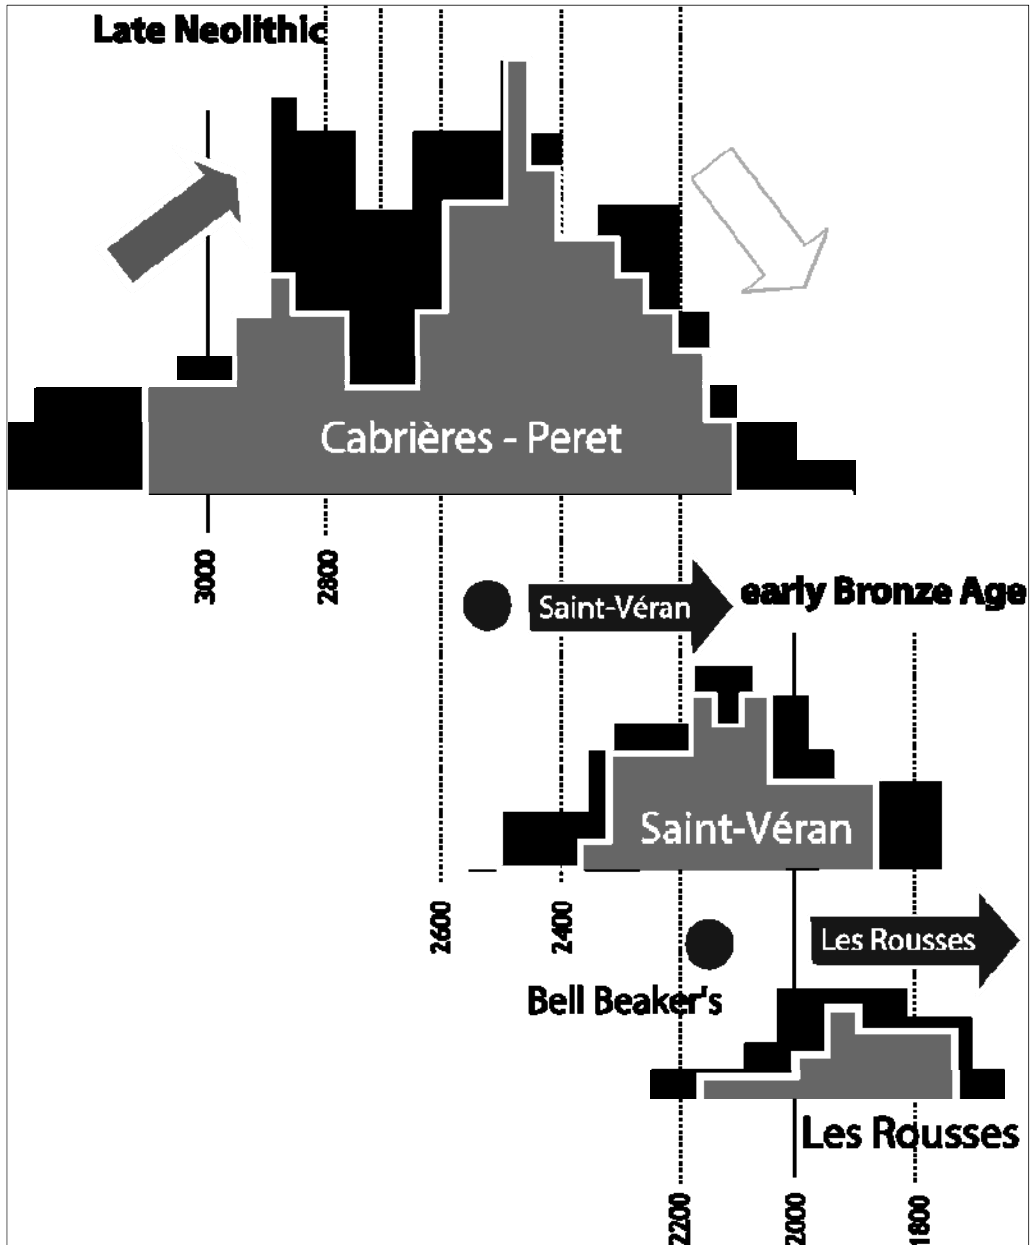 Late Neolithic
Cabrières - Peret
3000
2800
Saint-Véran
early Bronze Age
Saint-Véran
2600
2400
Les Rousses
Bell Beaker's
Les Rousses
2200
2000
1800